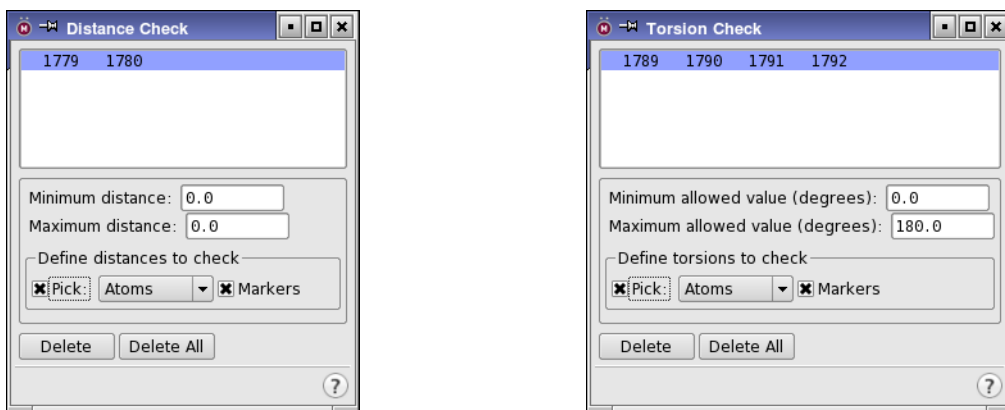 Distance Check
1779 1780
Minimum distance: 0.0
Maximum distance: 0.0
Define distances to check
Pick: Atoms Markers
Delete Delete All
?
Torsion Check
1789 1790 1791 1792
Minimum allowed value (degrees): 0.0
Maximum allowed value (degrees): 180.0
Define torsions to check
Pick: Atoms Markers
Delete Delete All
?